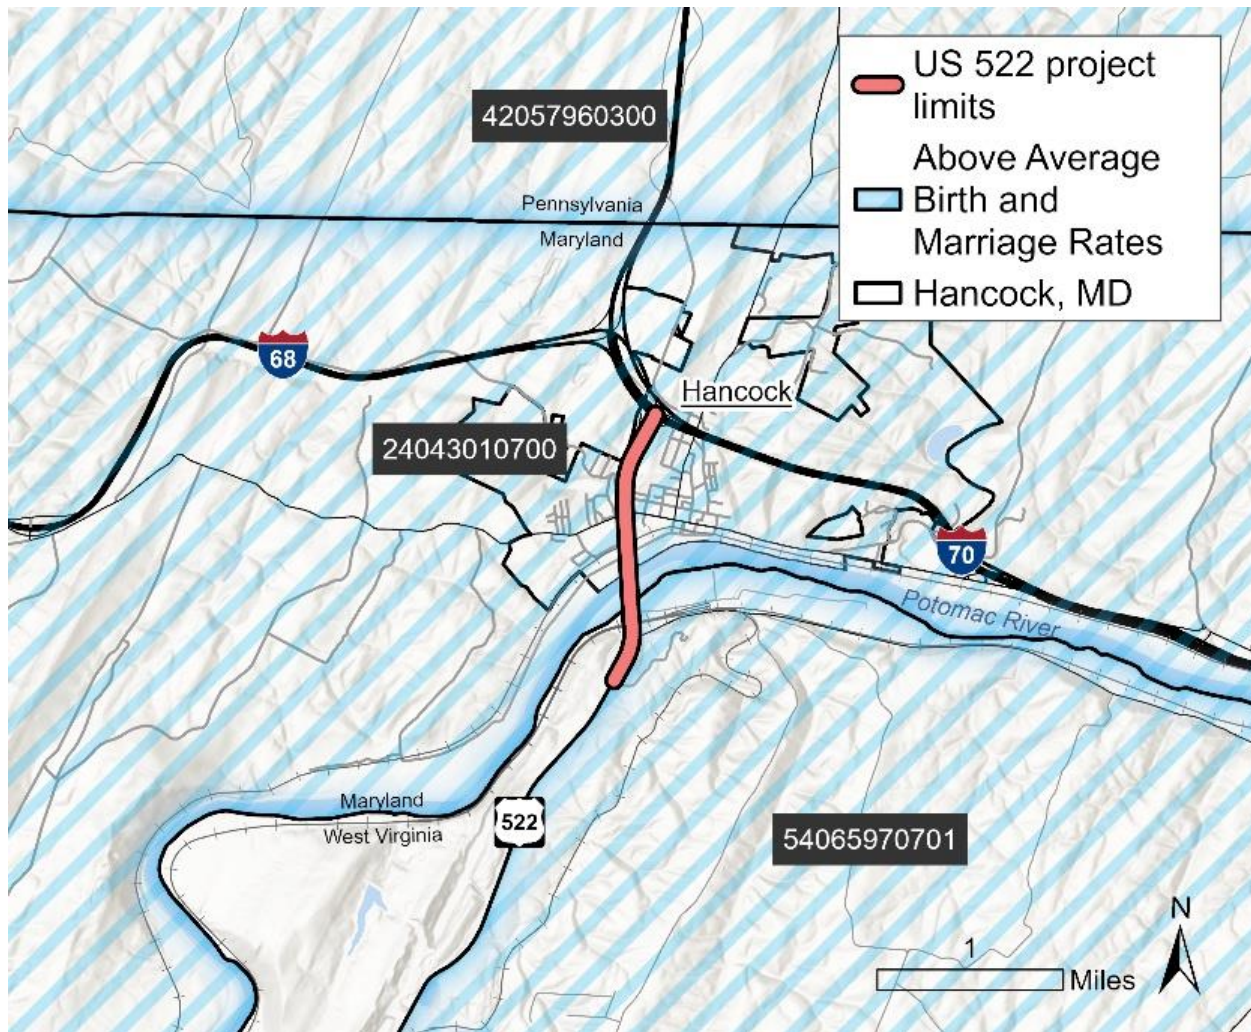 US 522 project
limits
Above Average
Birth and
Marriage Rates
Hancock, MD
42057960300
Pennsylvania
Maryland
68
Hancock
24043010700
70
Potomac River
Maryland
West Virginia
522
54065970701
N
1
Miles